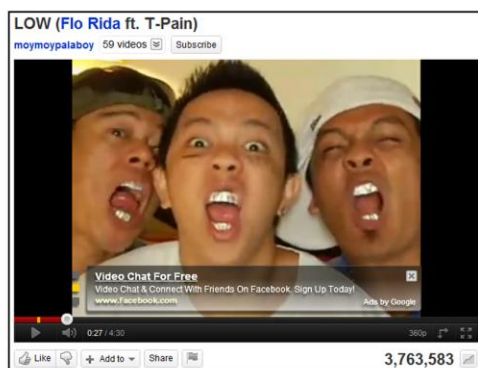 LOW (Flo Rida ft. T-Pain)
moymoypalaboy 59 videos Subscribe
Video Chat For Free
Video Chat & Connect With Friends On Facebook. Sign Up Today!
www.facebook.com Ads by Google
0:27 / 4:30 360p
Like Add to Share 3,763,583